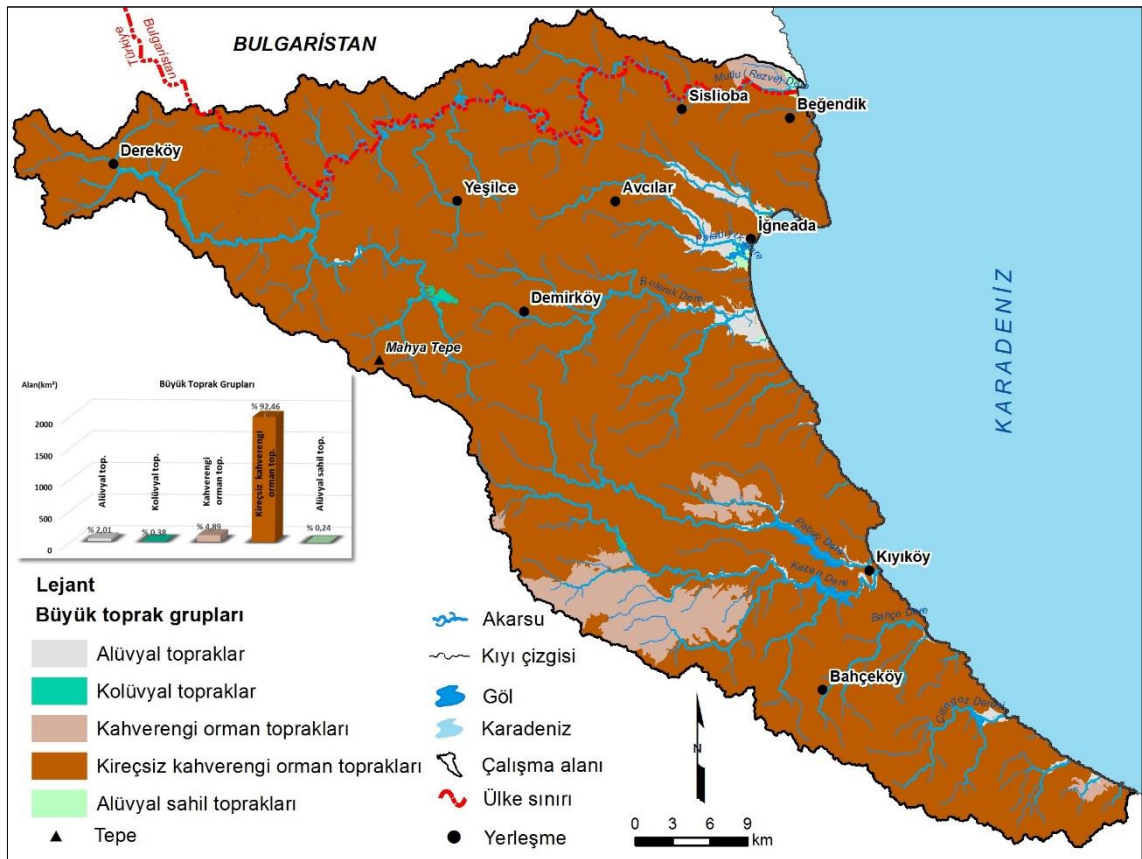 BULGARİSTAN
Bulgaristan
Türkiye
Mutlu (Rezve) Dere
Sislioba
Beğendik
Dereköy
Yeşilce
Avcılar
İğneada
Bulanık Dere
Demirköy
Mahya Tepe
KARADENİZ
Alan(km²)
Büyük Toprak Grupları
2000
1500
1000
500
0
Alüvyal top.
Kolüvyal top.
Kahverengi orman top.
Kireçsiz kahverengi orman top.
Alüvyal sahil top.
% 2,01
% 0,38
% 4,89
% 92,46
% 0,24
Pabuç Dere
Kıyıköy
Kazan Dere
Bahçe Dere
Bahçeköy
Lejant
Büyük toprak grupları
Alüvyal topraklar
Kolüvyal topraklar
Kahverengi orman toprakları
Kireçsiz kahverengi orman toprakları
Alüvyal sahil toprakları
Tepe
Akarsu
Kıyı çizgisi
Göl
Karadeniz
Çalışma alanı
Ülke sınırı
Yerleşme
N
0 3 6 9
km